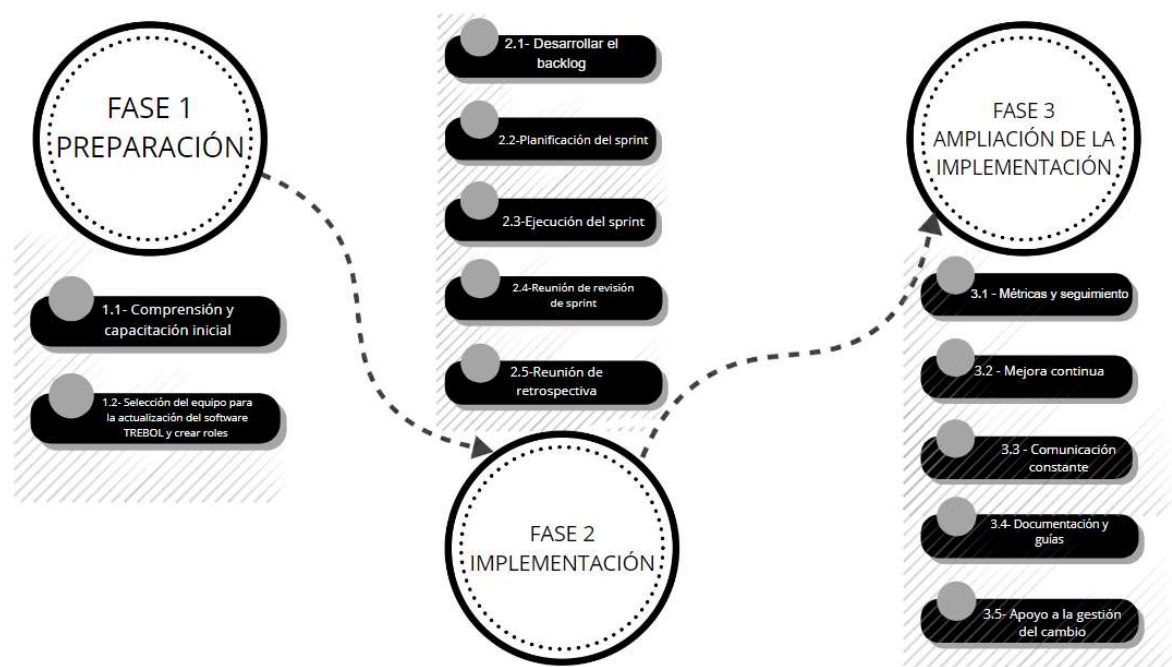 FASE 1
PREPARACIÓN
1.1- Comprensión y
capacitación inicial
1.2- Selección del equipo para
la actualización del software
TREBOL y crear roles
2.1- Desarrollar el
backlog
2.2-Planificación del sprint
2.3-Ejecución del sprint
2.4-Reunión de revisión
de sprint
2.5-Reunión de
retrospectiva
FASE 2
IMPLEMENTACIÓN
FASE 3
AMPLIACIÓN DE LA
IMPLEMENTACIÓN
3.1 - Métricas y seguimiento
3.2 - Mejora continua
3.3 - Comunicación
constante
3.4- Documentación y
guías
3.5- Apoyo a la gestión
del cambio